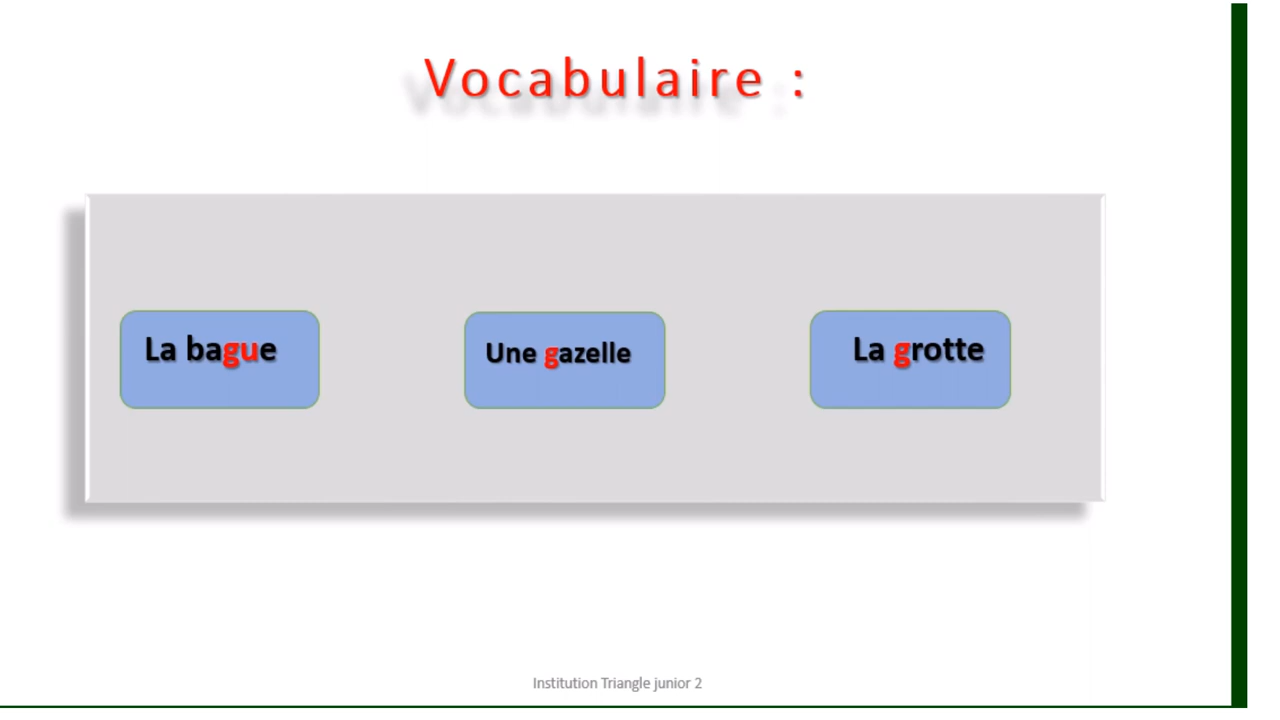 Vocabulaire :
La bague
Une gazelle
La grotte
Institution Triangle junior 2